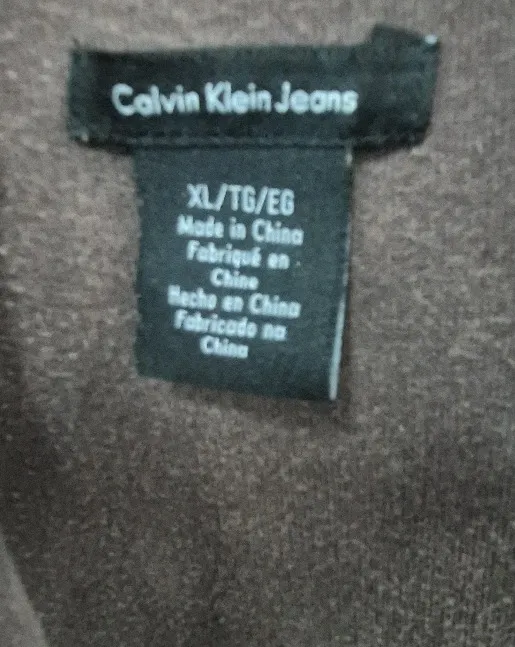 Calvin Klein Jeans
XL/TG/EG
Made in China
Fabriqué en
Chine
Hecho en China
Fabricado na
China